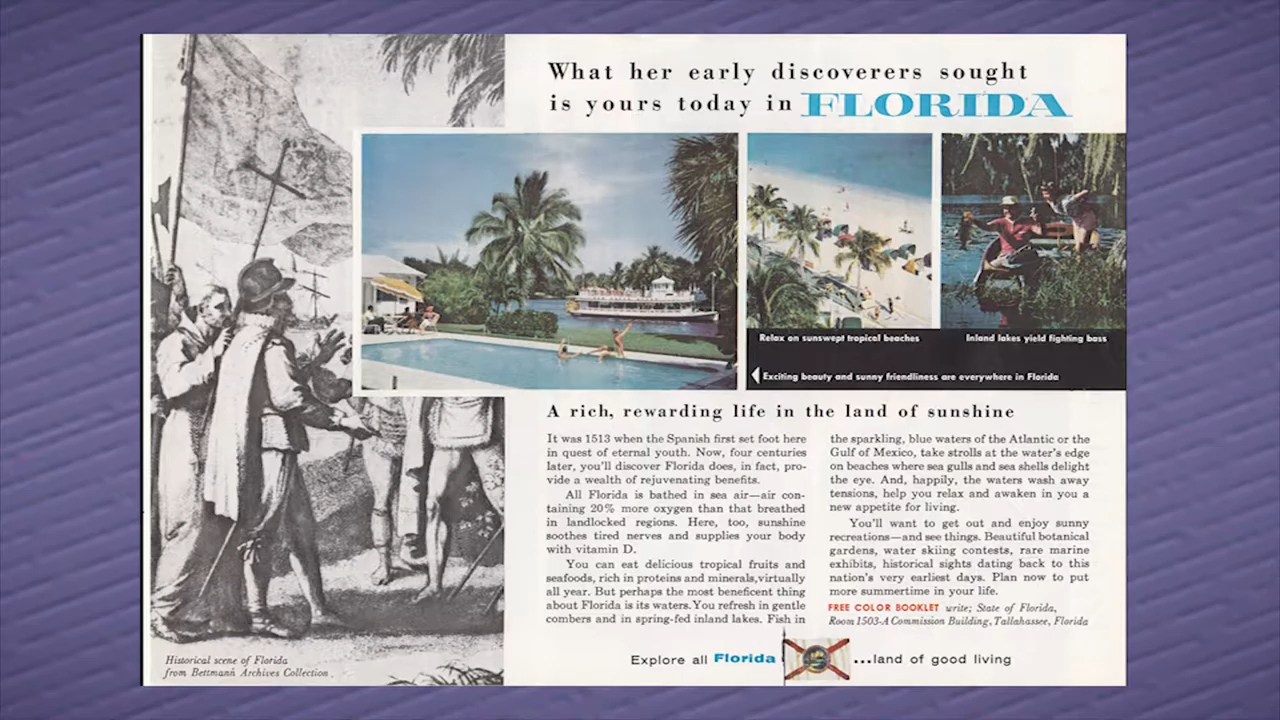 What her early discoverers sought
is yours today in FLORIDA
Relax on sunswept tropical beaches
Inland lakes yield fighting bass
Exciting beauty and sunny friendliness are everywhere in Florida
A rich, rewarding life in the land of sunshine
It was 1513 when the Spanish first set foot here
in quest of eternal youth. Now, four centuries
later, you'll discover Florida does, in fact, pro-
vide a wealth of rejuvenating benefits.
All Florida is bathed in sea air—air con-
taining 20% more oxygen than that breathed
in landlocked regions. Here, too, sunshine
soothes tired nerves and supplies your body
with vitamin D.
You can eat delicious tropical fruits and
seafoods, rich in proteins and minerals, virtually
all year. But perhaps the most beneficent thing
about Florida is its waters. You refresh in gentle
combers and in spring-fed inland lakes. Fish in
the sparkling, blue waters of the Atlantic or the
Gulf of Mexico, take strolls at the water's edge
on beaches where sea gulls and sea shells delight
the eye. And, happily, the waters wash away
tensions, help you relax and awaken in you a
new appetite for living.
You'll want to get out and enjoy sunny
recreations—and see things. Beautiful botanical
gardens, water skiing contests, rare marine
exhibits, historical sights dating back to this
nation's very earliest days. Plan now to put
more summertime in your life.
FREE COLOR BOOKLET write; State of Florida,
Room 1503-A Commission Building, Tallahassee, Florida
Explore all Florida ...land of good living
Historical scene of Florida
from Bettmann Archives Collection.